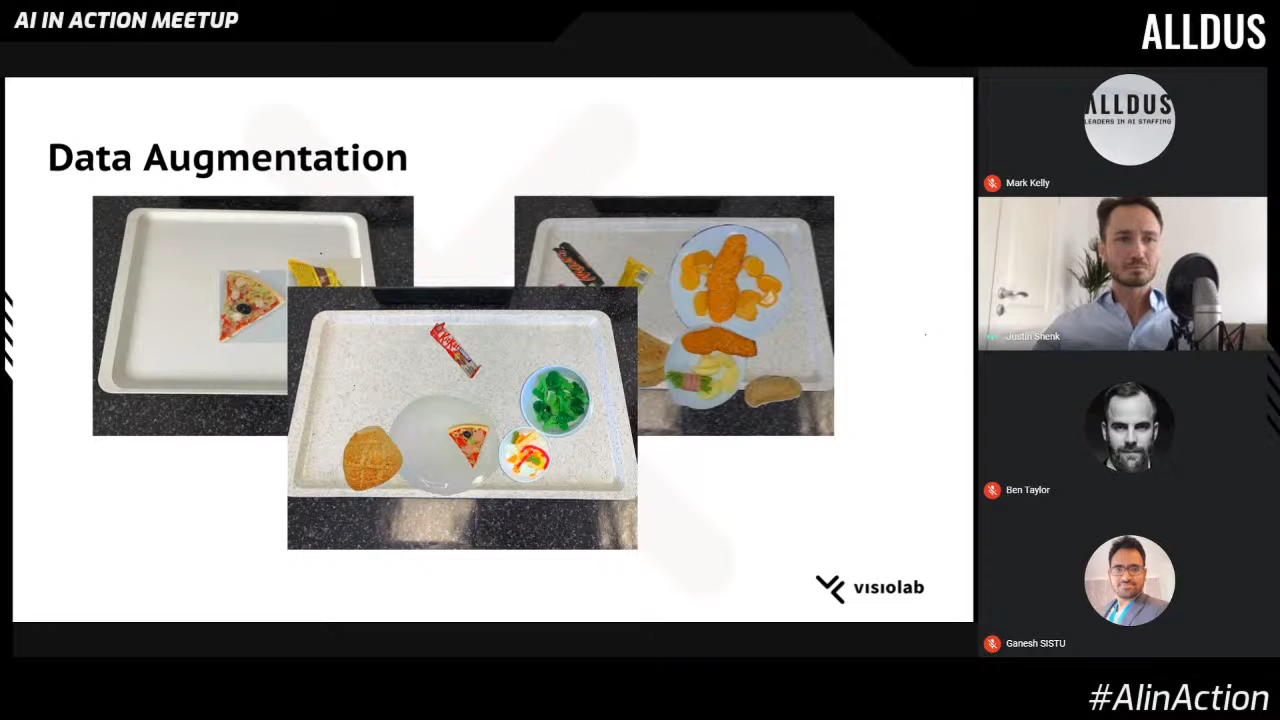 AI IN ACTION MEETUP
ALLDUS
Data Augmentation
visiolab
ALLDUS
LEADERS IN AI STAFFING
Mark Kelly
Justin Shenk
Ben Taylor
Ganesh SISTU
#AIinAction